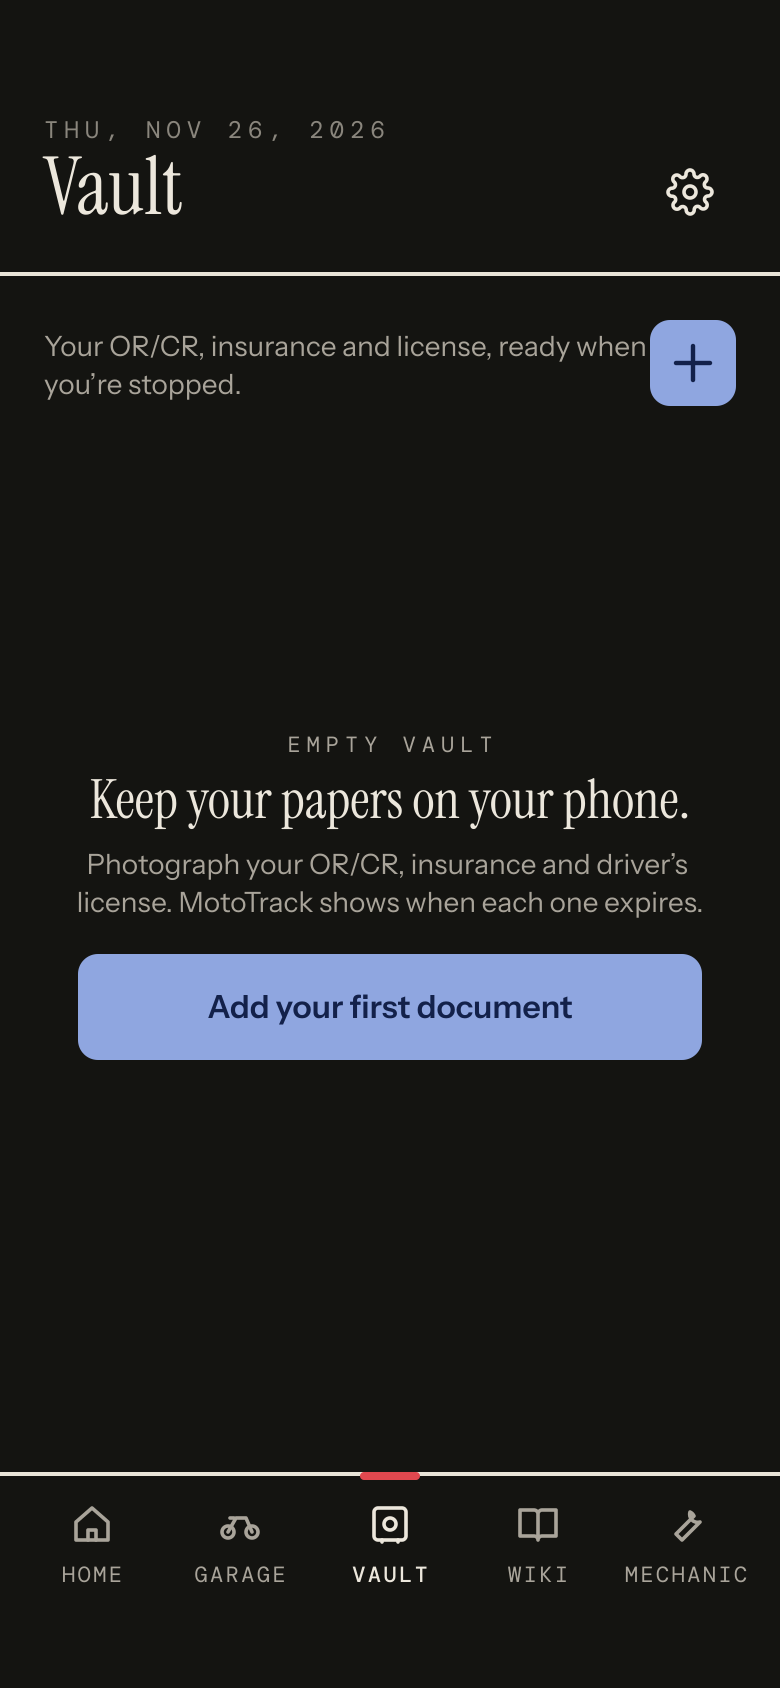 THU, NOV 26, 2026
Vault
Your OR/CR, insurance and license, ready when
you’re stopped.
EMPTY VAULT
Keep your papers on your phone.
Photograph your OR/CR, insurance and driver’s
license. MotoTrack shows when each one expires.
Add your first document
HOME GARAGE VAULT WIKI MECHANIC